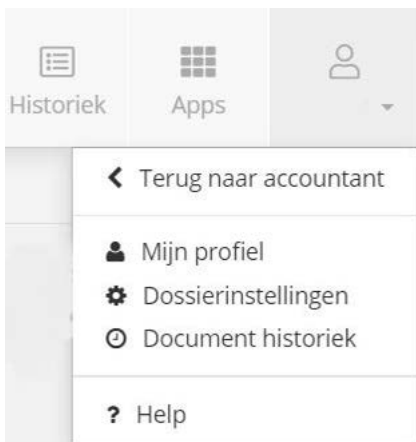 Historiek
Apps
Terug naar accountant
Mijn profiel
Dossierinstellingen
Document historiek
? Help